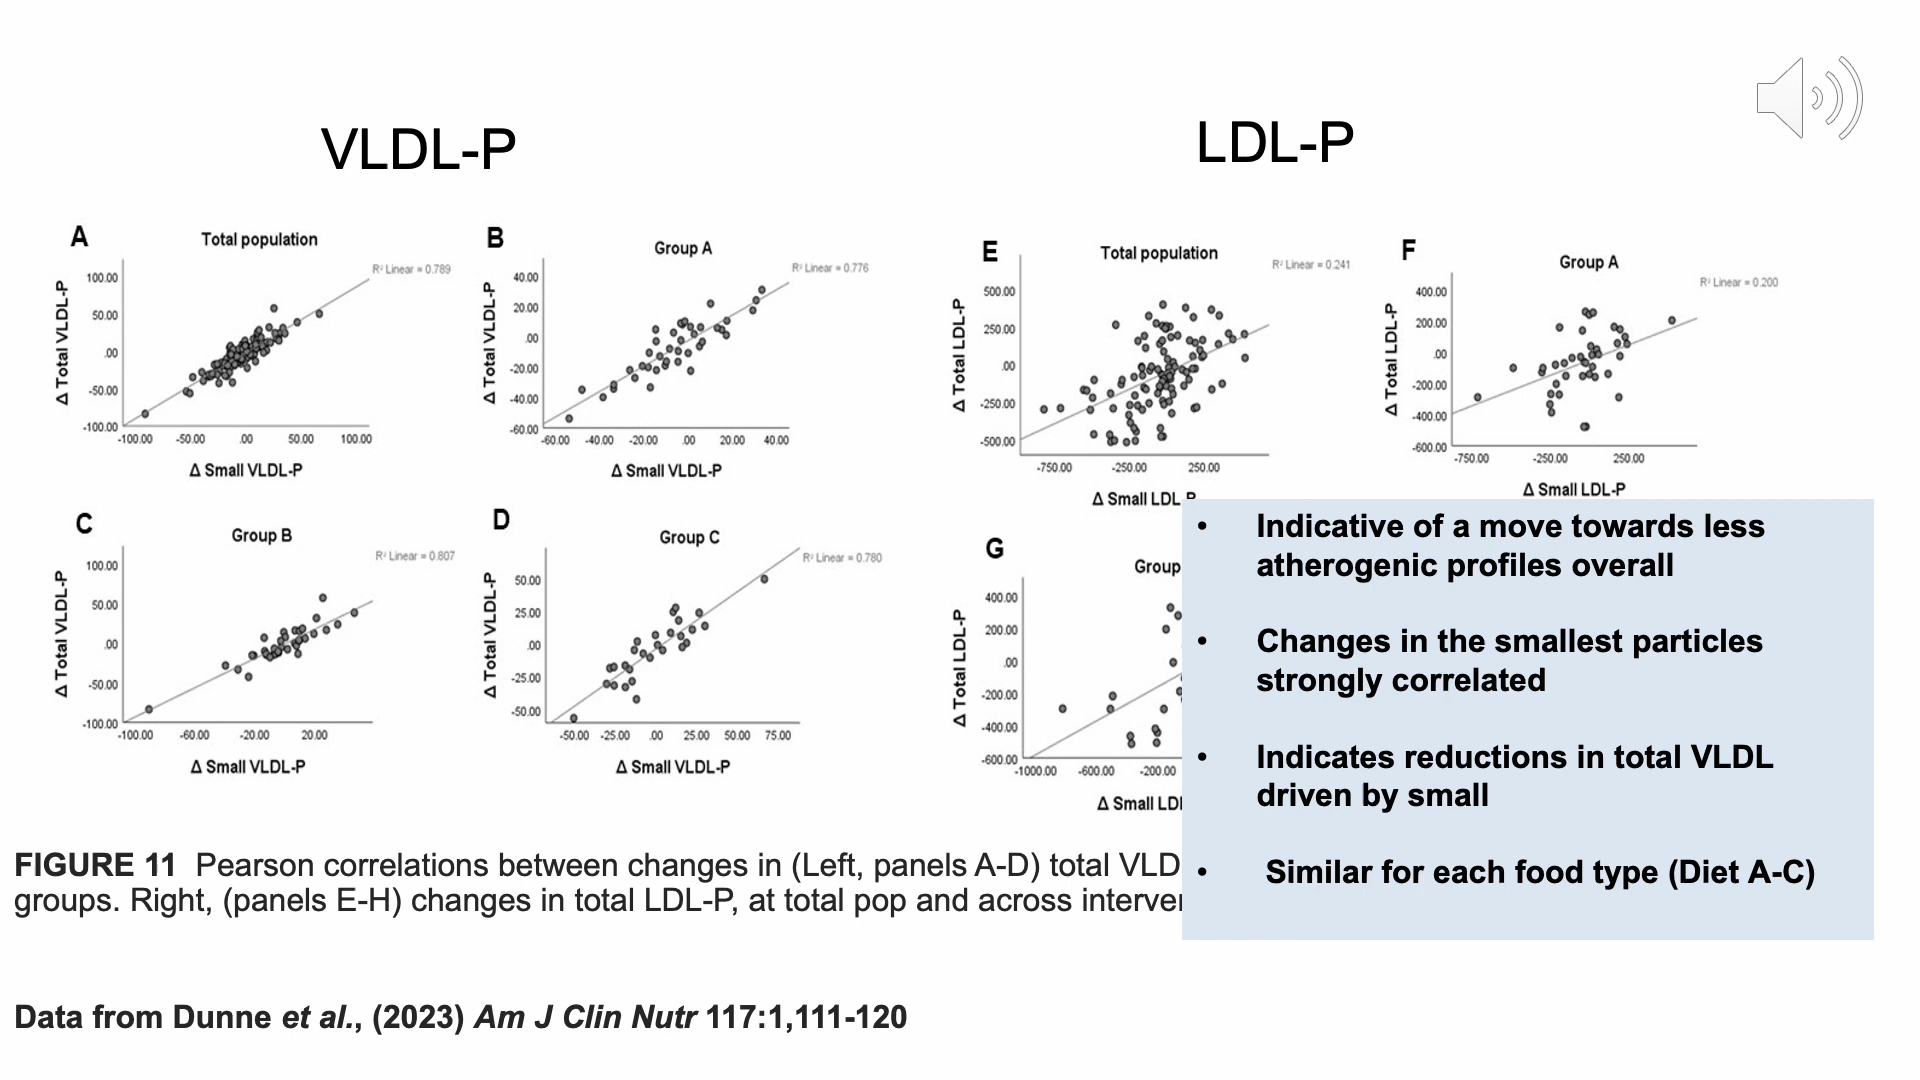 VLDL-P
LDL-P
A
Total population
R² Linear = 0.789
Δ Total VLDL-P
100.00
50.00
.00
-50.00
-100.00
-100.00 -50.00 .00 50.00 100.00
Δ Small VLDL-P
B
Group A
R² Linear = 0.776
Δ Total VLDL-P
40.00
20.00
.00
-20.00
-40.00
-60.00
-60.00 -40.00 -20.00 .00 20.00 40.00
Δ Small VLDL-P
E
Total population
R² Linear = 0.241
Δ Total LDL-P
500.00
250.00
.00
-250.00
-500.00
-750.00 -250.00 250.00
Δ Small LDL-P
F
Group A
R² Linear = 0.200
Δ Total LDL-P
400.00
200.00
.00
-200.00
-400.00
-600.00
-750.00 -250.00 250.00
Δ Small LDL-P
C
Group B
R² Linear = 0.807
Δ Total VLDL-P
100.00
50.00
.00
-50.00
-100.00
-100.00 -60.00 -20.00 20.00
Δ Small VLDL-P
D
Group C
R² Linear = 0.780
Δ Total VLDL-P
50.00
25.00
.00
-25.00
-50.00
-50.00 -25.00 .00 25.00 50.00 75.00
Δ Small VLDL-P
G
Group
Δ Total LDL-P
400.00
200.00
.00
-200.00
-400.00
-600.00
-1000.00 -600.00 -200.00
Δ Small LDL
• Indicative of a move towards less
atherogenic profiles overall
• Changes in the smallest particles
strongly correlated
• Indicates reductions in total VLDL
driven by small
• Similar for each food type (Diet A-C)
FIGURE 11 Pearson correlations between changes in (Left, panels A-D) total VLD
groups. Right, (panels E-H) changes in total LDL-P, at total pop and across interver
Data from Dunne et al., (2023) Am J Clin Nutr 117:1,111-120